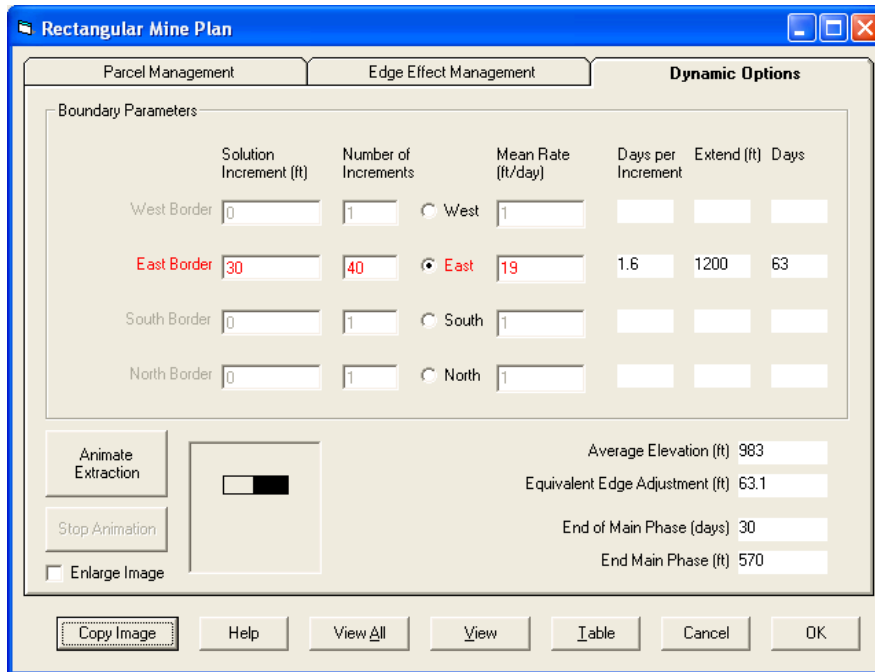 Rectangular Mine Plan
Parcel Management Edge Effect Management Dynamic Options
Boundary Parameters
Solution Increment (ft) Number of Increments Mean Rate (ft/day) Days per Increment Extend (ft) Days
West Border 0 1 West 1
East Border 30 40 East 19 1.6 1200 63
South Border 0 1 South 1
North Border 0 1 North 1
Animate Extraction
Stop Animation
Enlarge Image
Average Elevation (ft) 983
Equivalent Edge Adjustment (ft) 63.1
End of Main Phase (days) 30
End Main Phase (ft) 570
Copy Image Help View All View Table Cancel OK